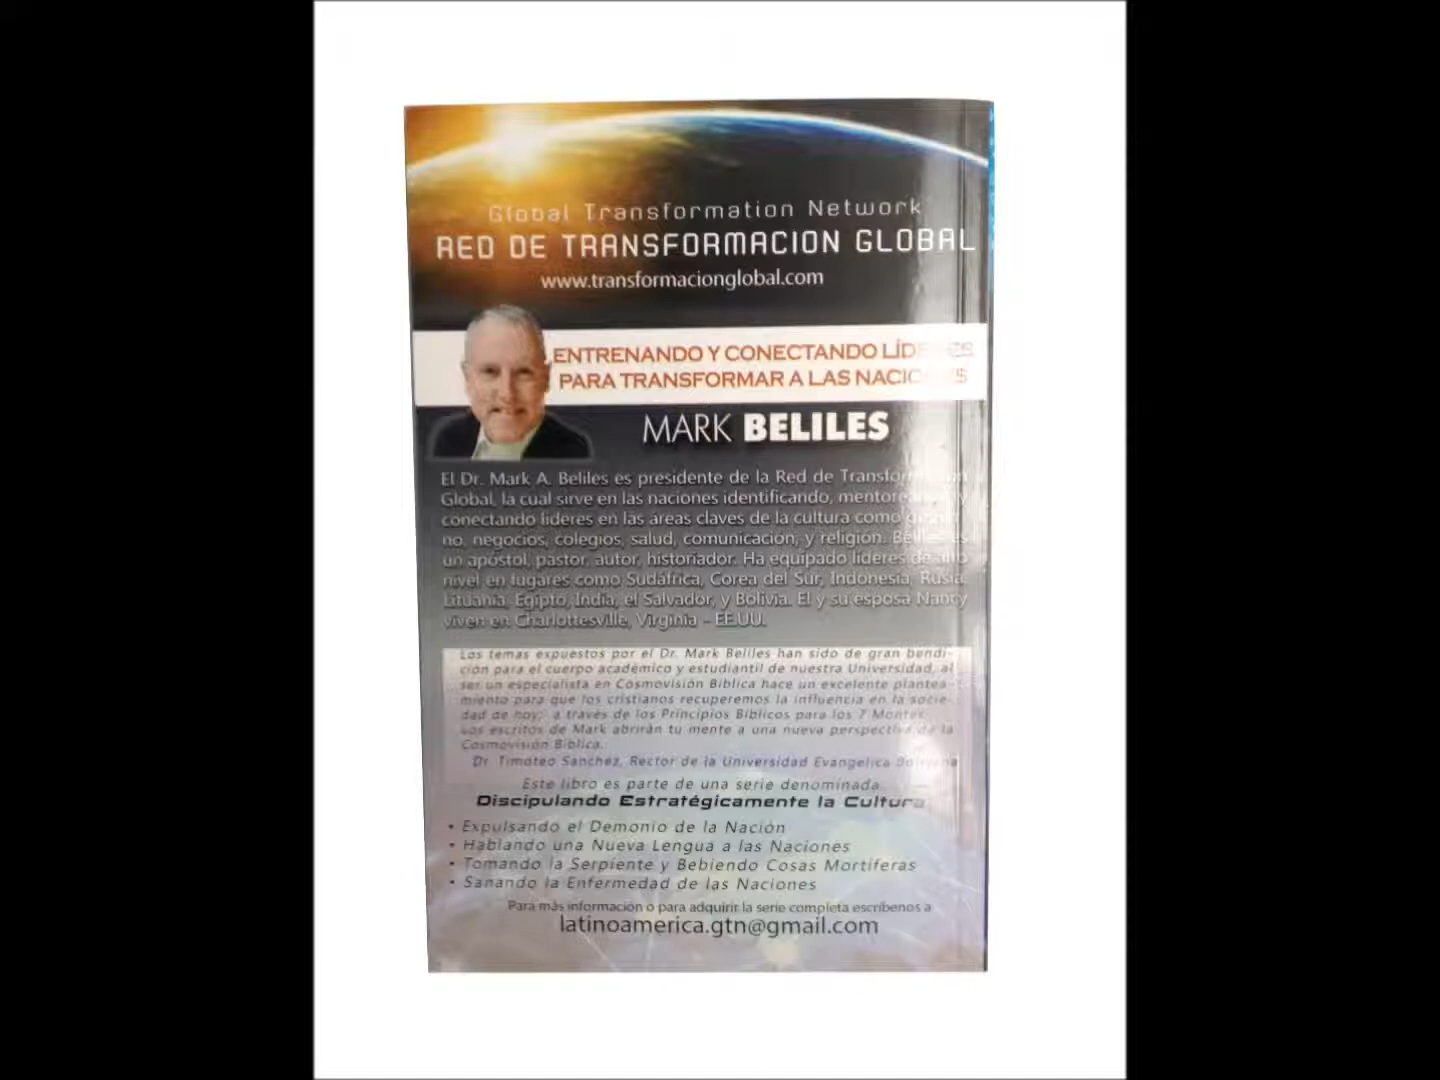 Global Transformation Network
RED DE TRANSFORMACION GLOBAL
www.transformacionglobal.com
ENTRENANDO Y CONECTANDO LÍDERES
PARA TRANSFORMAR A LAS NACIONES
MARK BELILES
El Dr. Mark A. Beliles es presidente de la Red de Transformación
Global, la cual sirve en las naciones identificando, mentoreando y
conectando lideres en las áreas claves de la cultura como gobier-
no, negocios, colegios, salud, comunicación, y religión. Beliles es
un apóstol, pastor, autor, historiador. Ha equipado lideres de alto
nivel en lugares como Sudáfrica, Corea del Sur, Indonesia, Rusia,
Lituania, Egipto, India, el Salvador, y Bolivia. El y su esposa Nancy
viven en Charlottesville, Virginia - EE.UU.
Los temas expuestos por el Dr. Mark Beliles han sido de gran bendi-
ción para el cuerpo académico y estudiantil de nuestra Universidad, al
ser un especialista en Cosmovisión Bíblica hace un excelente plantea-
miento para que los cristianos recuperemos la influencia en la socie-
dad de hoy; a través de los Principios Bíblicos para los 7 Montes.
Los escritos de Mark abrirán tu mente a una nueva perspectiva de la
Cosmovisión Bíblica.
Dr. Timoteo Sanchez, Rector de la Universidad Evangelica Boliviana
Este libro es parte de una serie denominada
Discipulando Estratégicamente la Cultura
• Expulsando el Demonio de la Nación
• Hablando una Nueva Lengua a las Naciones
• Tomando la Serpiente y Bebiendo Cosas Mortíferas
• Sanando la Enfermedad de las Naciones
Para más información o para adquirir la serie completa escríbenos a
latinoamerica.gtn@gmail.com